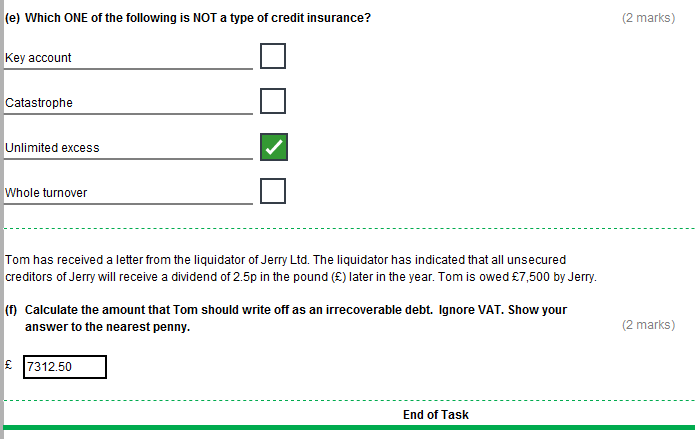 (e) Which ONE of the following is NOT a type of credit insurance? (2 marks)
Key account
Catastrophe
Unlimited excess
Whole turnover
Tom has received a letter from the liquidator of Jerry Ltd. The liquidator has indicated that all unsecured
creditors of Jerry will receive a dividend of 2.5p in the pound (£) later in the year. Tom is owed £7,500 by Jerry.
(f) Calculate the amount that Tom should write off as an irrecoverable debt. Ignore VAT. Show your
answer to the nearest penny. (2 marks)
£ 7312.50
End of Task